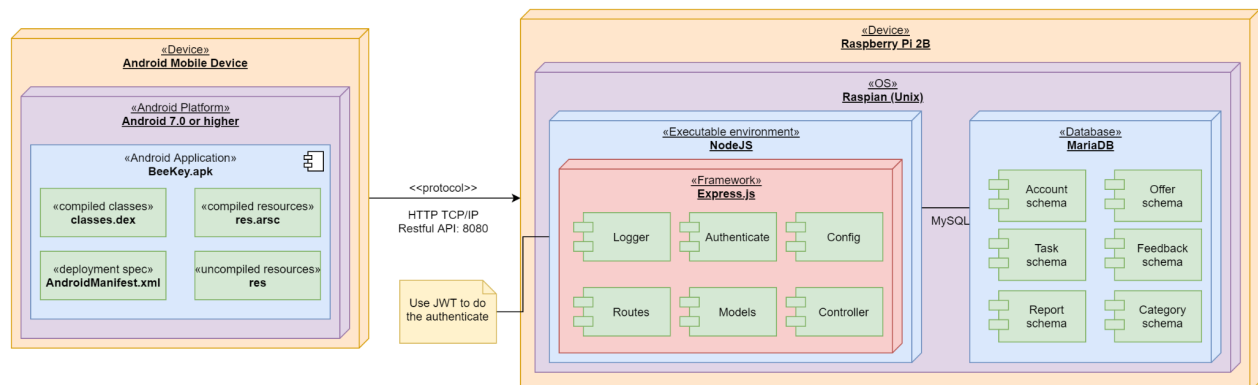 «Device»
Android Mobile Device
«Android Platform»
Android 7.0 or higher
«Android Application»
BeeKey.apk
«compiled classes»
classes.dex
«compiled resources»
res.arsc
«deployment spec»
AndroidManifest.xml
«uncompiled resources»
res
<<protocol>>
HTTP TCP/IP
Restful API: 8080
Use JWT to do
the authenticate
«Device»
Raspberry Pi 2B
«OS»
Raspian (Unix)
«Executable environment»
NodeJS
«Framework»
Express.js
Logger
Authenticate
Config
Routes
Models
Controller
MySQL
«Database»
MariaDB
Account
schema
Offer
schema
Task
schema
Feedback
schema
Report
schema
Category
schema